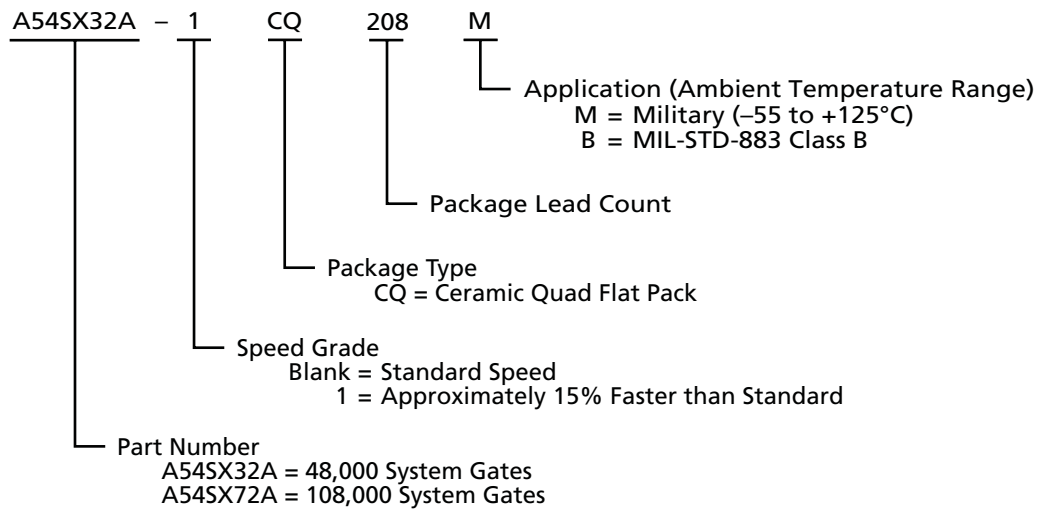 A54SX32A – 1 CQ 208 M
Application (Ambient Temperature Range)
M = Military (–55 to +125°C)
B = MIL-STD-883 Class B
Package Lead Count
Package Type
CQ = Ceramic Quad Flat Pack
Speed Grade
Blank = Standard Speed
1 = Approximately 15% Faster than Standard
Part Number
A54SX32A = 48,000 System Gates
A54SX72A = 108,000 System Gates